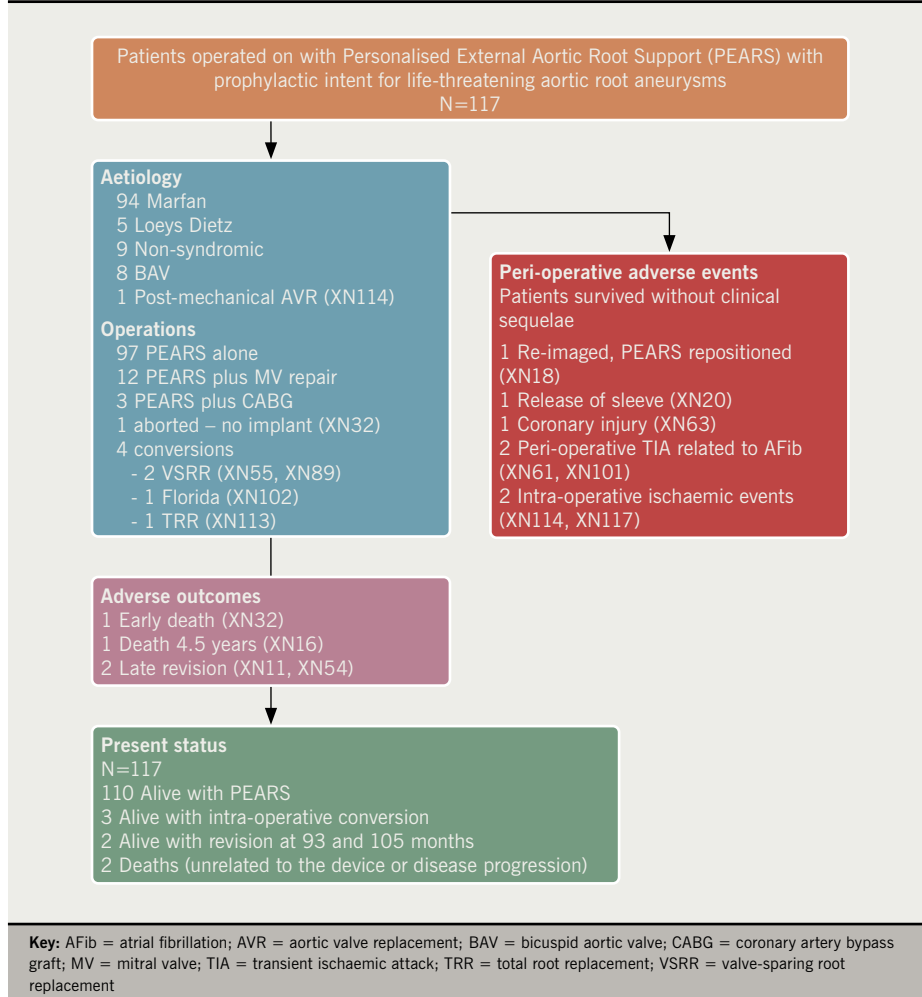 Patients operated on with Personalised External Aortic Root Support (PEARS) with
prophylactic intent for life-threatening aortic root aneurysms
N=117
Aetiology
94 Marfan
5 Loeys Dietz
9 Non-syndromic
8 BAV
1 Post-mechanical AVR (XN114)
Operations
97 PEARS alone
12 PEARS plus MV repair
3 PEARS plus CABG
1 aborted – no implant (XN32)
4 conversions
- 2 VSRR (XN55, XN89)
- 1 Florida (XN102)
- 1 TRR (XN113)
Peri-operative adverse events
Patients survived without clinical
sequelae
1 Re-imaged, PEARS repositioned
(XN18)
1 Release of sleeve (XN20)
1 Coronary injury (XN63)
2 Peri-operative TIA related to AFib
(XN61, XN101)
2 Intra-operative ischaemic events
(XN114, XN117)
Adverse outcomes
1 Early death (XN32)
1 Death 4.5 years (XN16)
2 Late revision (XN11, XN54)
Present status
N=117
110 Alive with PEARS
3 Alive with intra-operative conversion
2 Alive with revision at 93 and 105 months
2 Deaths (unrelated to the device or disease progression)
Key: AFib = atrial fibrillation; AVR = aortic valve replacement; BAV = bicuspid aortic valve; CABG = coronary artery bypass
graft; MV = mitral valve; TIA = transient ischaemic attack; TRR = total root replacement; VSRR = valve-sparing root
replacement